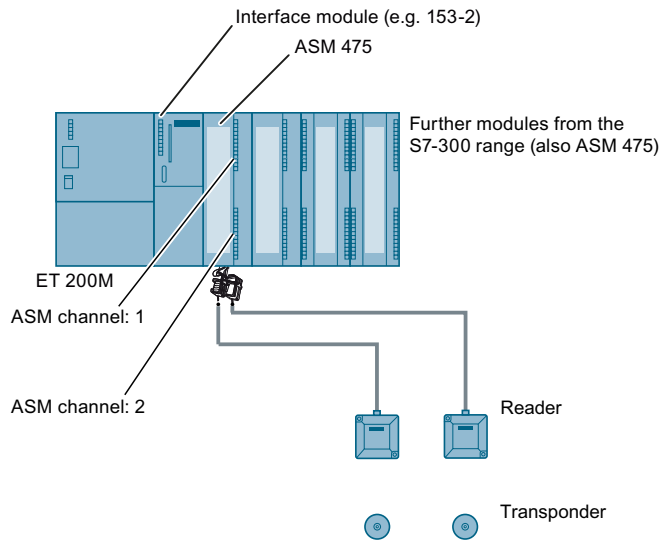 Interface module (e.g. 153-2)
ASM 475
Further modules from the
S7-300 range (also ASM 475)
ET 200M
ASM channel: 1
ASM channel: 2
Reader
Transponder